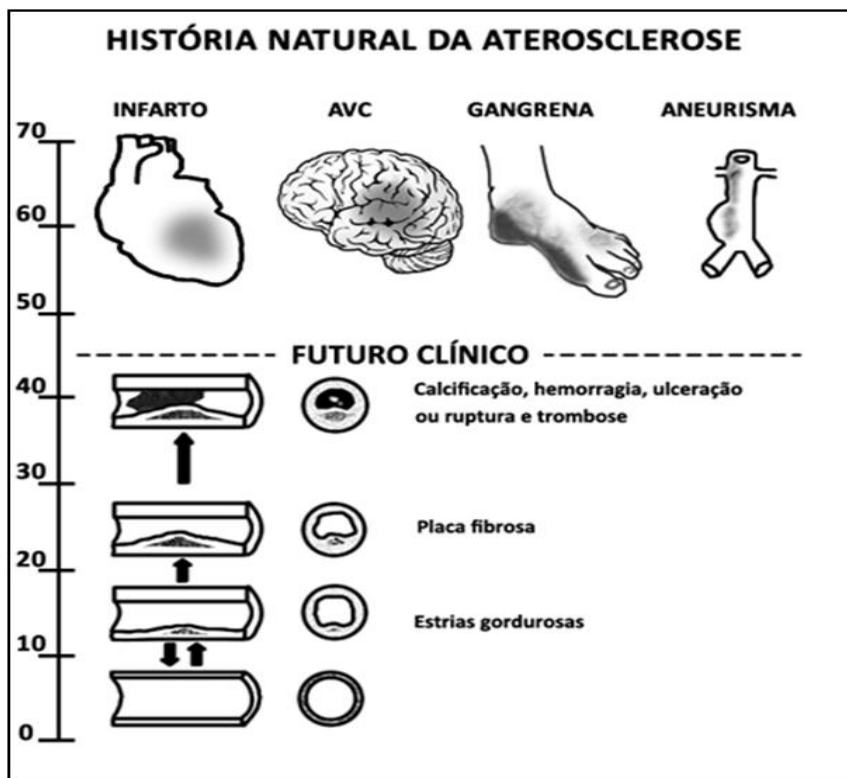 HISTÓRIA NATURAL DA ATEROSCLEROSE
INFARTO AVC GANGRENA ANEURISMA
70
60
50
FUTURO CLÍNICO
40
Calcificação, hemorragia, ulceração
ou ruptura e trombose
30
Placa fibrosa
20
Estrias gordurosas
10
0